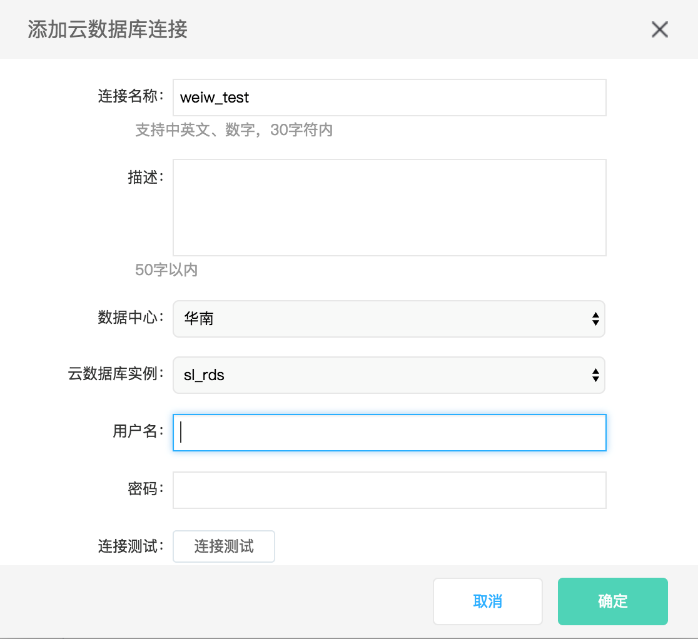 添加云数据库连接
连接名称： weiw_test
支持中英文、数字，30字符内
描述：
50字以内
数据中心： 华南
云数据库实例： sl_rds
用户名：
密码：
连接测试： 连接测试
取消 确定